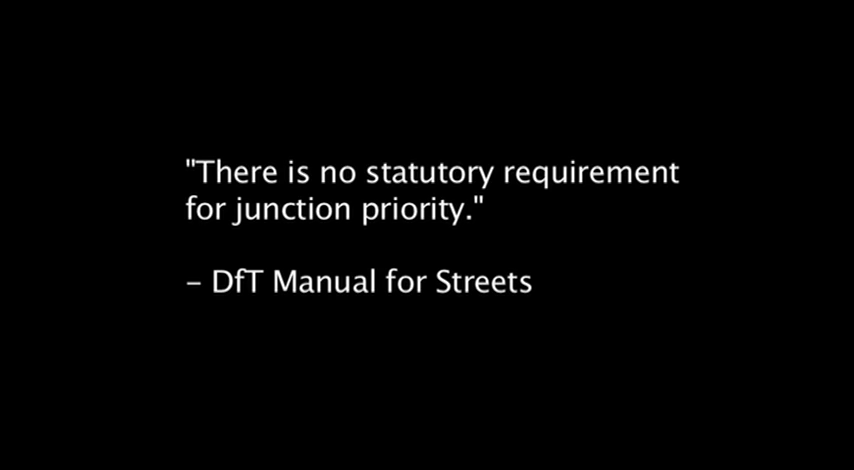 "There is no statutory requirement
for junction priority."
– DfT Manual for Streets